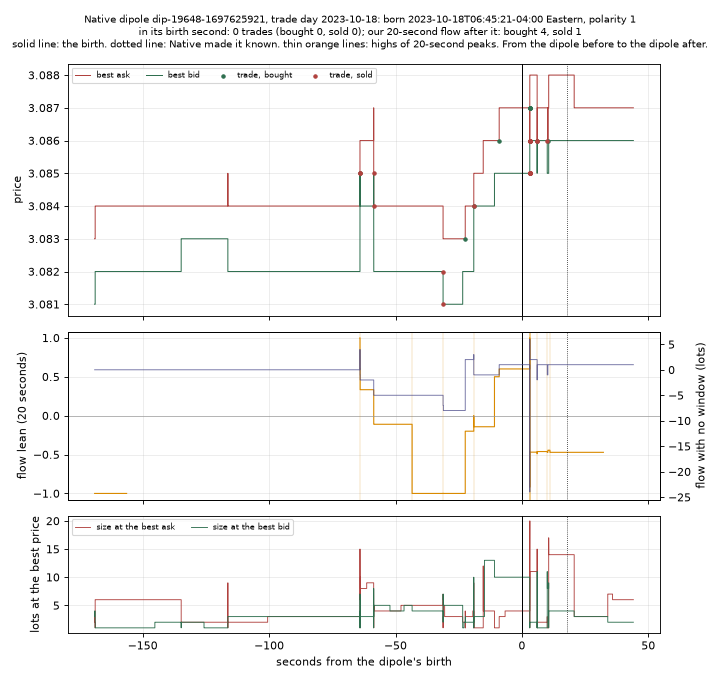 Native dipole dip-19648-1697625921, trade day 2023-10-18: born 2023-10-18T06:45:21-04:00 Eastern, polarity 1
in its birth second: 0 trades (bought 0, sold 0); our 20-second flow after it: bought 4, sold 1
solid line: the birth. dotted line: Native made it known. thin orange lines: highs of 20-second peaks. From the dipole before to the dipole after.
best ask
best bid
trade, bought
trade, sold
3.088
3.087
3.086
3.085
3.084
3.083
3.082
3.081
price
1.0
0.5
0.0
−0.5
−1.0
flow lean (20 seconds)
5
0
−5
−10
−15
−20
−25
flow with no window (lots)
size at the best ask
size at the best bid
20
15
10
5
lots at the best price
−150
−100
−50
0
50
seconds from the dipole's birth